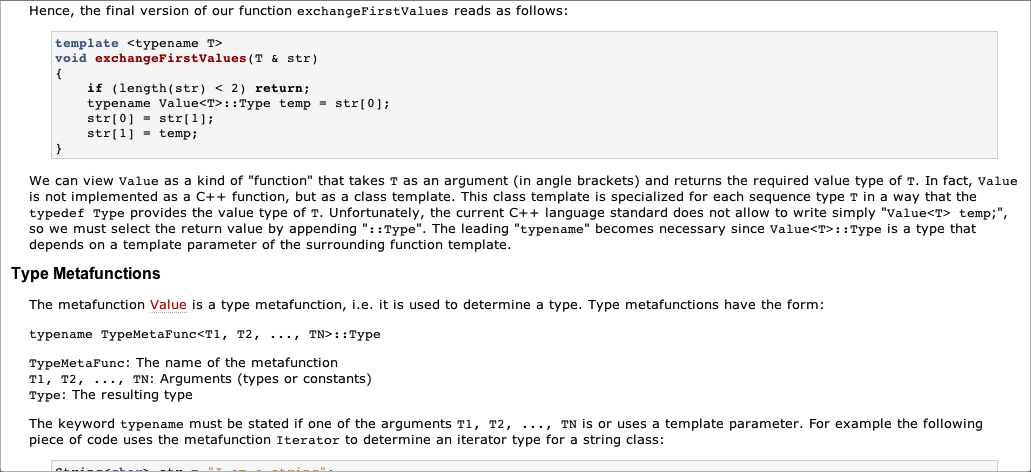 Hence, the final version of our function exchangeFirstValues reads as follows:
template <typename T>
void exchangeFirstValues(T & str)
{
    if (length(str) < 2) return;
    typename Value<T>::Type temp = str[0];
    str[0] = str[1];
    str[1] = temp;
}
We can view Value as a kind of "function" that takes T as an argument (in angle brackets) and returns the required value type of T. In fact, Value
is not implemented as a C++ function, but as a class template. This class template is specialized for each sequence type T in a way that the
typedef Type provides the value type of T. Unfortunately, the current C++ language standard does not allow to write simply "Value<T> temp;",
so we must select the return value by appending "::Type". The leading "typename" becomes necessary since Value<T>::Type is a type that
depends on a template parameter of the surrounding function template.
Type Metafunctions
The metafunction Value is a type metafunction, i.e. it is used to determine a type. Type metafunctions have the form:
typename TypeMetaFunc<T1, T2, ..., TN>::Type
TypeMetaFunc: The name of the metafunction
T1, T2, ..., TN: Arguments (types or constants)
Type: The resulting type
The keyword typename must be stated if one of the arguments T1, T2, ..., TN is or uses a template parameter. For example the following
piece of code uses the metafunction Iterator to determine an iterator type for a string class:
String<char> str = "I am a string";